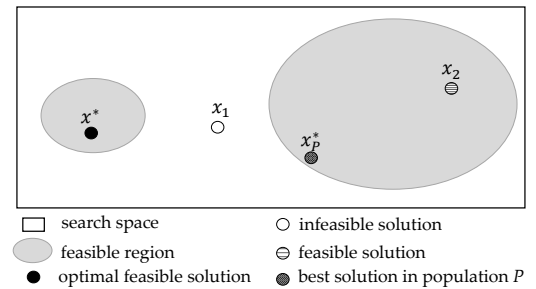 x₂
x₁
x*
x*ₚ
search space
infeasible solution
feasible region
feasible solution
optimal feasible solution
best solution in population P